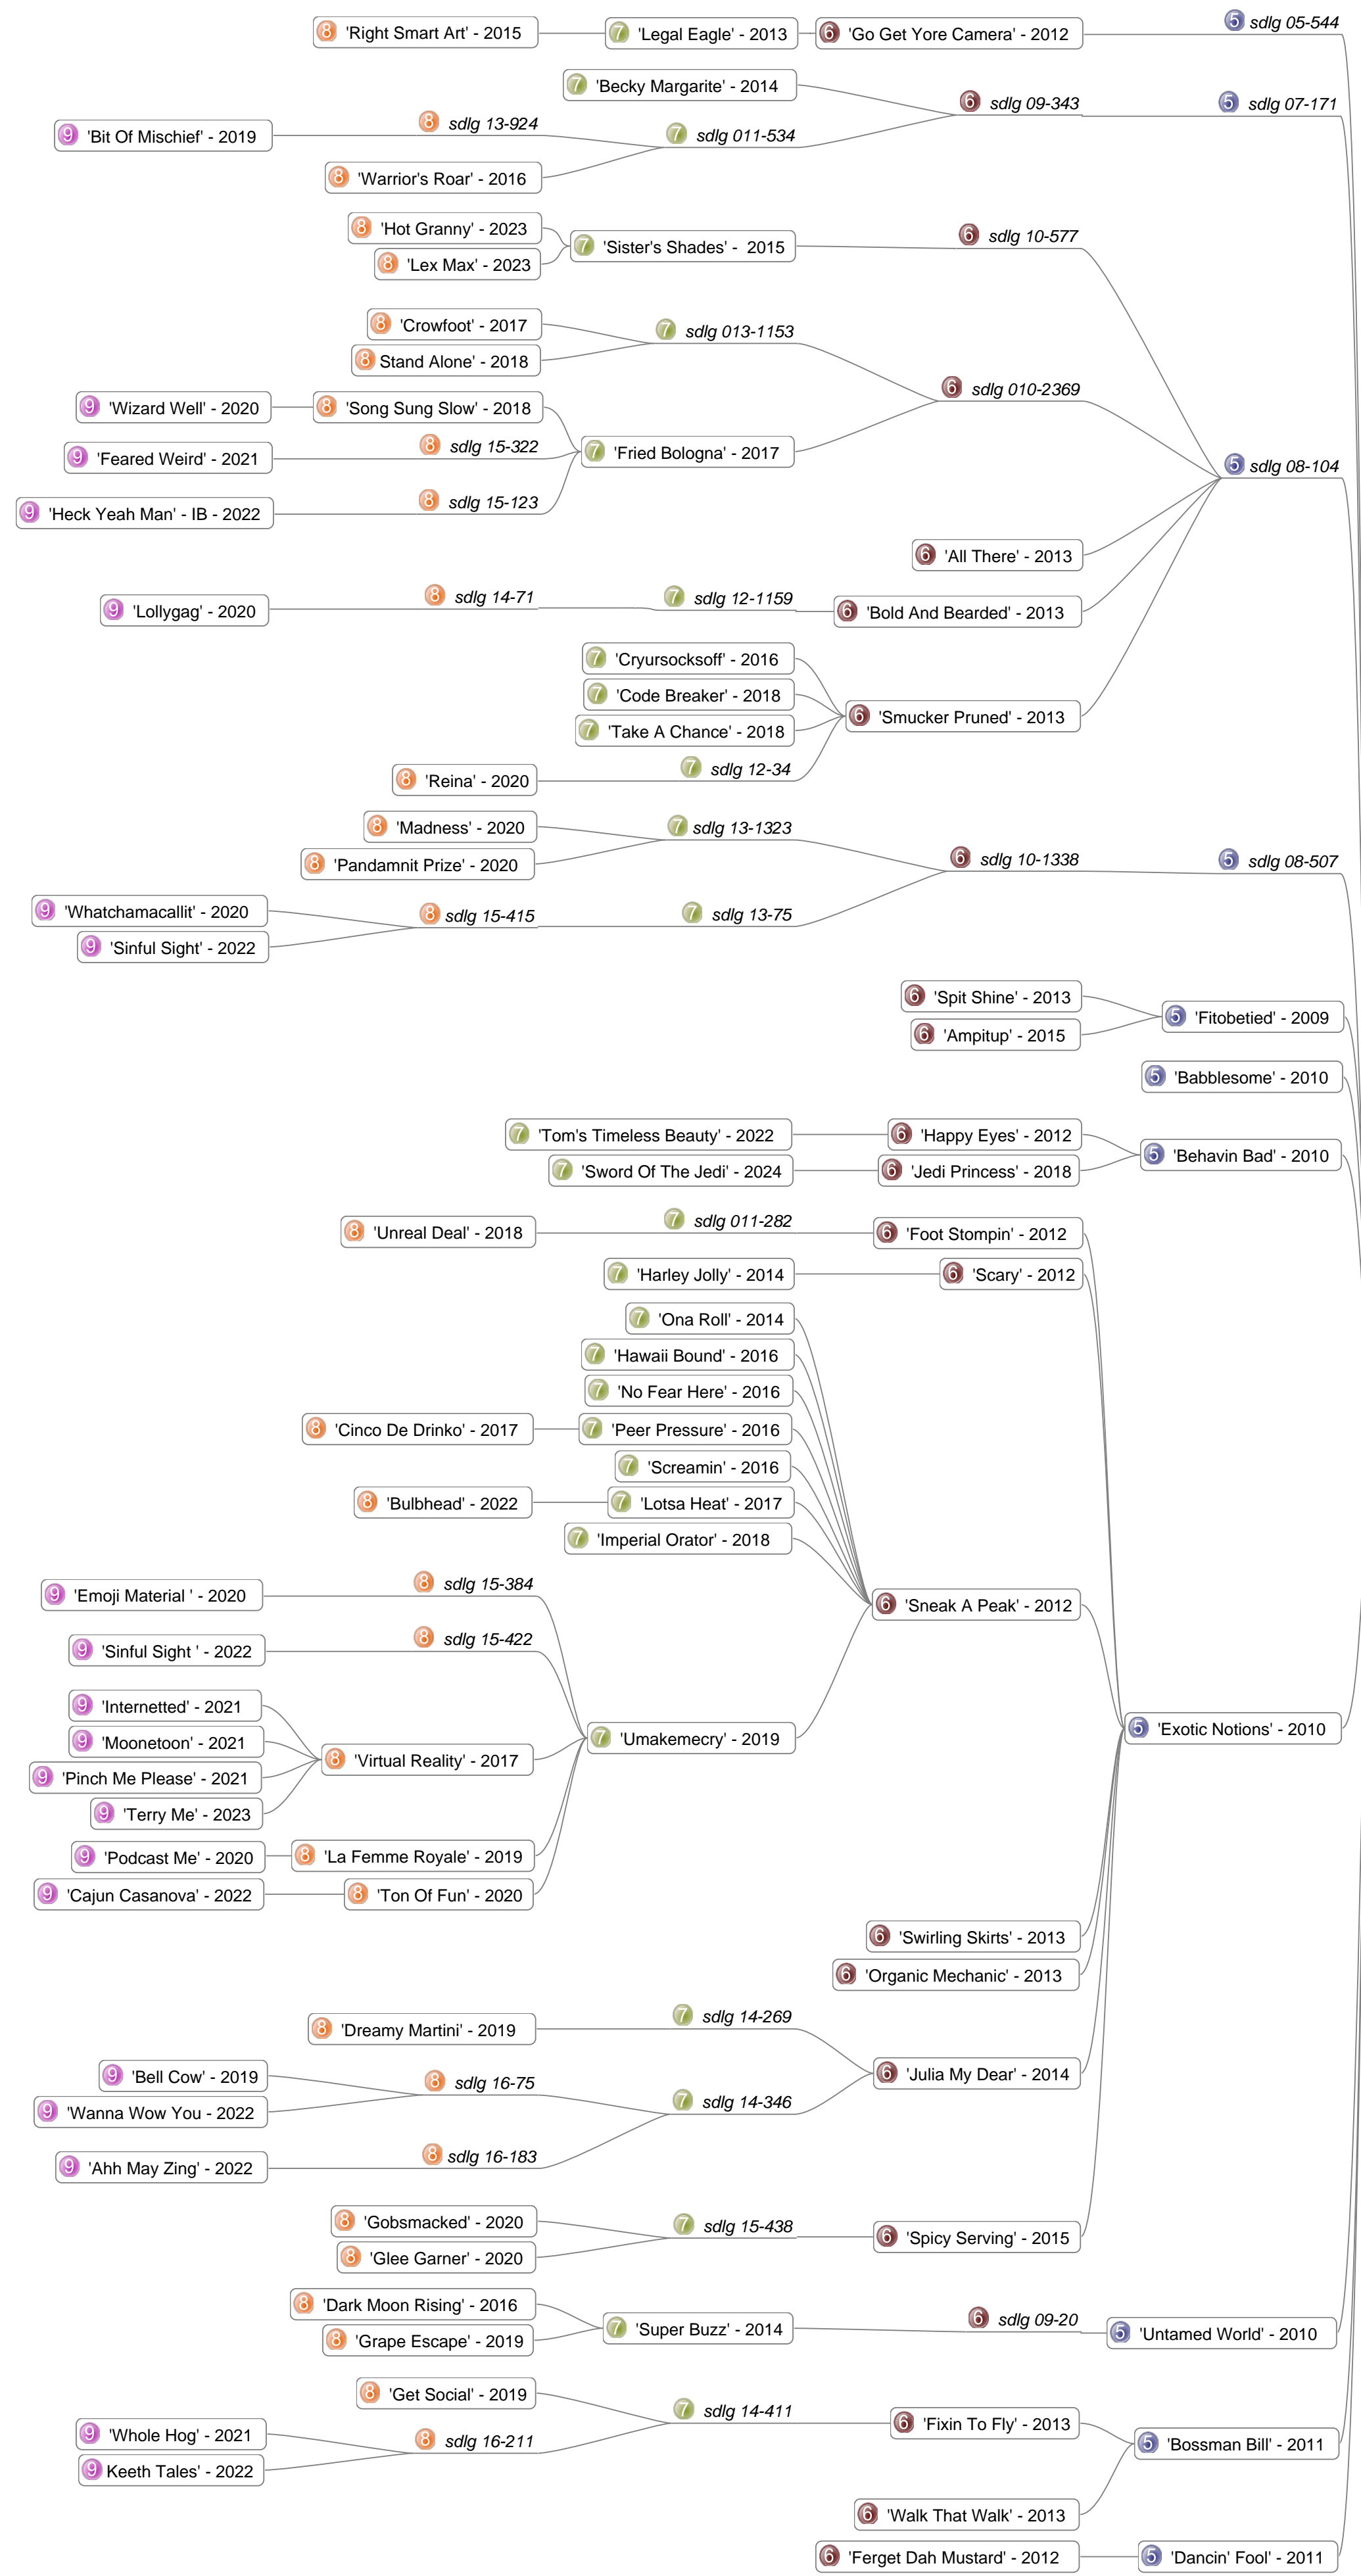 8 'Right Smart Art' - 2015 7 'Legal Eagle' - 2013 6 'Go Get Yore Camera' - 2012 5 sdlg 05-544
7 'Becky Margarite' - 2014 6 sdlg 09-343 5 sdlg 07-171
9 'Bit Of Mischief' - 2019 8 sdlg 13-924 7 sdlg 011-534
8 'Warrior's Roar' - 2016
8 'Hot Granny' - 2023
7 'Sister's Shades' - 2015 6 sdlg 10-577
8 'Lex Max' - 2023
8 'Crowfoot' - 2017 7 sdlg 013-1153
8 Stand Alone' - 2018
6 sdlg 010-2369
9 'Wizard Well' - 2020 8 'Song Sung Slow' - 2018
9 'Feared Weird' - 2021 8 sdlg 15-322 7 'Fried Bologna' - 2017
5 sdlg 08-104
9 'Heck Yeah Man' - IB - 2022 8 sdlg 15-123
6 'All There' - 2013
9 'Lollygag' - 2020 8 sdlg 14-71 7 sdlg 12-1159 6 'Bold And Bearded' - 2013
7 'Cryursocksoff' - 2016
7 'Code Breaker' - 2018
6 'Smucker Pruned' - 2013
7 'Take A Chance' - 2018
8 'Reina' - 2020 7 sdlg 12-34
8 'Madness' - 2020 7 sdlg 13-1323
8 'Pandamnit Prize' - 2020 6 sdlg 10-1338 5 sdlg 08-507
9 'Whatchamacallit' - 2020 8 sdlg 15-415 7 sdlg 13-75
9 'Sinful Sight' - 2022
6 'Spit Shine' - 2013
5 'Fitobetied' - 2009
6 'Ampitup' - 2015
5 'Babblesome' - 2010
7 'Tom's Timeless Beauty' - 2022 6 'Happy Eyes' - 2012
5 'Behavin Bad' - 2010
7 'Sword Of The Jedi' - 2024 6 'Jedi Princess' - 2018
8 'Unreal Deal' - 2018 7 sdlg 011-282 6 'Foot Stompin' - 2012
7 'Harley Jolly' - 2014 6 'Scary' - 2012
7 'Ona Roll' - 2014
7 'Hawaii Bound' - 2016
7 'No Fear Here' - 2016
8 'Cinco De Drinko' - 2017 7 'Peer Pressure' - 2016
7 'Screamin' - 2016
8 'Bulbhead' - 2022 7 'Lotsa Heat' - 2017
7 'Imperial Orator' - 2018
9 'Emoji Material ' - 2020 8 sdlg 15-384
6 'Sneak A Peak' - 2012
9 'Sinful Sight ' - 2022 8 sdlg 15-422
9 'Internetted' - 2021
5 'Exotic Notions' - 2010
9 'Moonetoon' - 2021 7 'Umakemecry' - 2019
8 'Virtual Reality' - 2017
9 'Pinch Me Please' - 2021
9 'Terry Me' - 2023
9 'Podcast Me' - 2020 8 'La Femme Royale' - 2019
9 'Cajun Casanova' - 2022 8 'Ton Of Fun' - 2020
6 'Swirling Skirts' - 2013
6 'Organic Mechanic' - 2013
8 'Dreamy Martini' - 2019 7 sdlg 14-269
9 'Bell Cow' - 2019 8 sdlg 16-75 6 'Julia My Dear' - 2014
9 'Wanna Wow You - 2022 7 sdlg 14-346
9 'Ahh May Zing' - 2022 8 sdlg 16-183
8 'Gobsmacked' - 2020 7 sdlg 15-438
6 'Spicy Serving' - 2015
8 'Glee Garner' - 2020
8 'Dark Moon Rising' - 2016
7 'Super Buzz' - 2014 6 sdlg 09-20 5 'Untamed World' - 2010
8 'Grape Escape' - 2019
8 'Get Social' - 2019 7 sdlg 14-411 6 'Fixin To Fly' - 2013
9 'Whole Hog' - 2021 8 sdlg 16-211 5 'Bossman Bill' - 2011
9 Keeth Tales' - 2022
6 'Walk That Walk' - 2013
6 'Ferget Dah Mustard' - 2012 5 'Dancin' Fool' - 2011